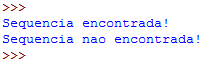 >>>
Sequencia encontrada!
Sequencia nao encontrada!
>>>